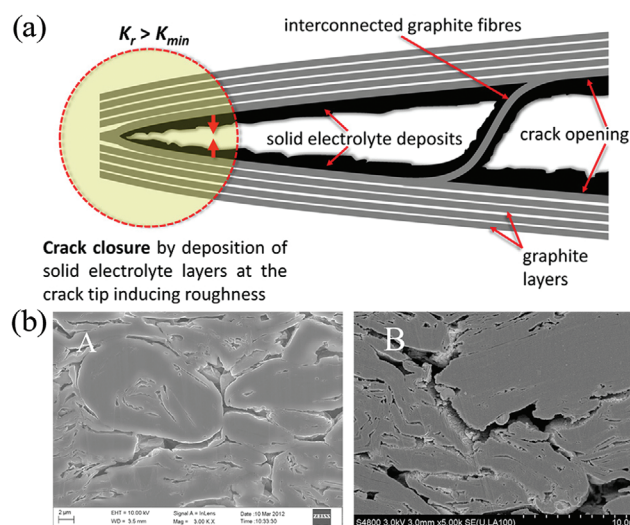 (a)
K_r > K_min
interconnected graphite fibres
solid electrolyte deposits
crack opening
Crack closure by deposition of
solid electrolyte layers at the
crack tip inducing roughness
graphite
layers
(b)
A
B
2 µm
EHT = 10.00 kV
WD = 3.5 mm
Signal A = InLens
Mag = 3.00 K X
Date :10 Mar 2012
Time :10:33:30
ZEISS
S4800 3.0kV 3.0mm x5.00k SE(U,LA100)